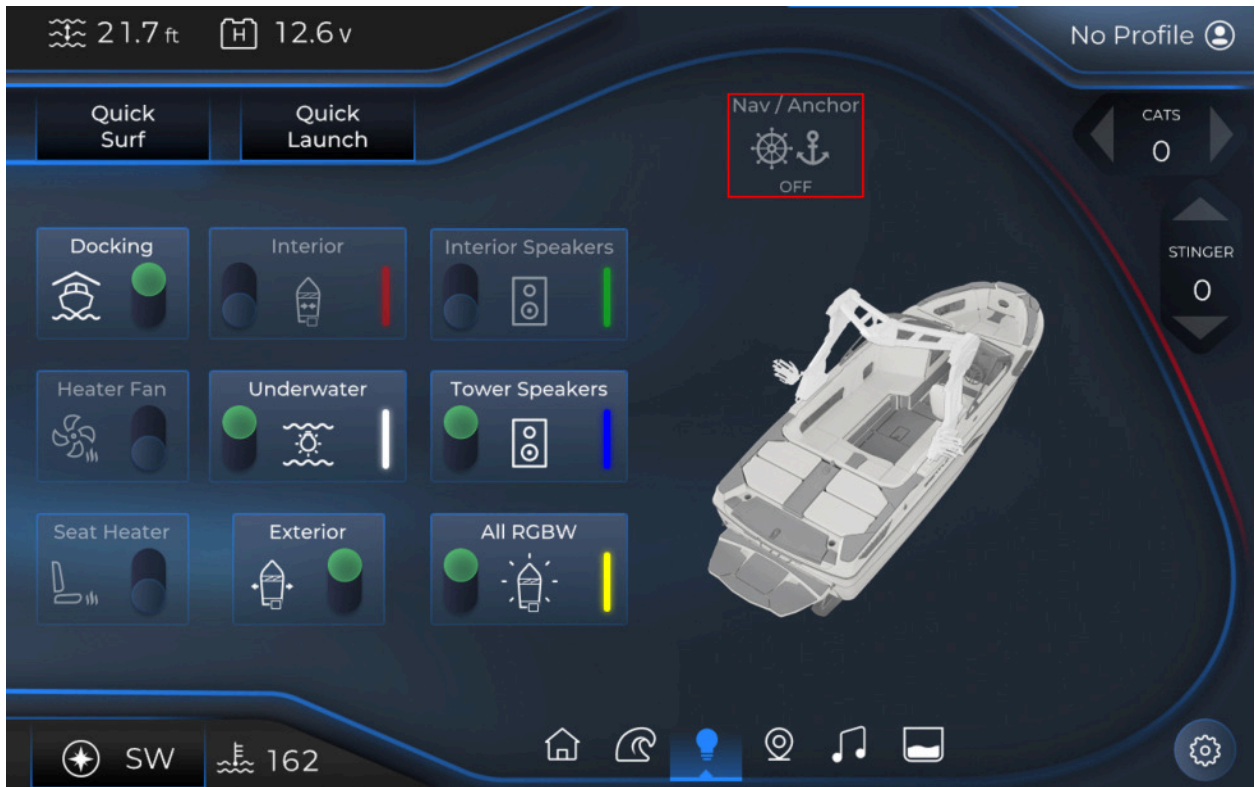 21.7 ft
12.6 v
No Profile
Quick
Surf
Quick
Launch
Nav / Anchor
OFF
CATS
0
STINGER
0
Docking
Interior
Interior Speakers
Heater Fan
Underwater
Tower Speakers
Seat Heater
Exterior
All RGBW
SW
162